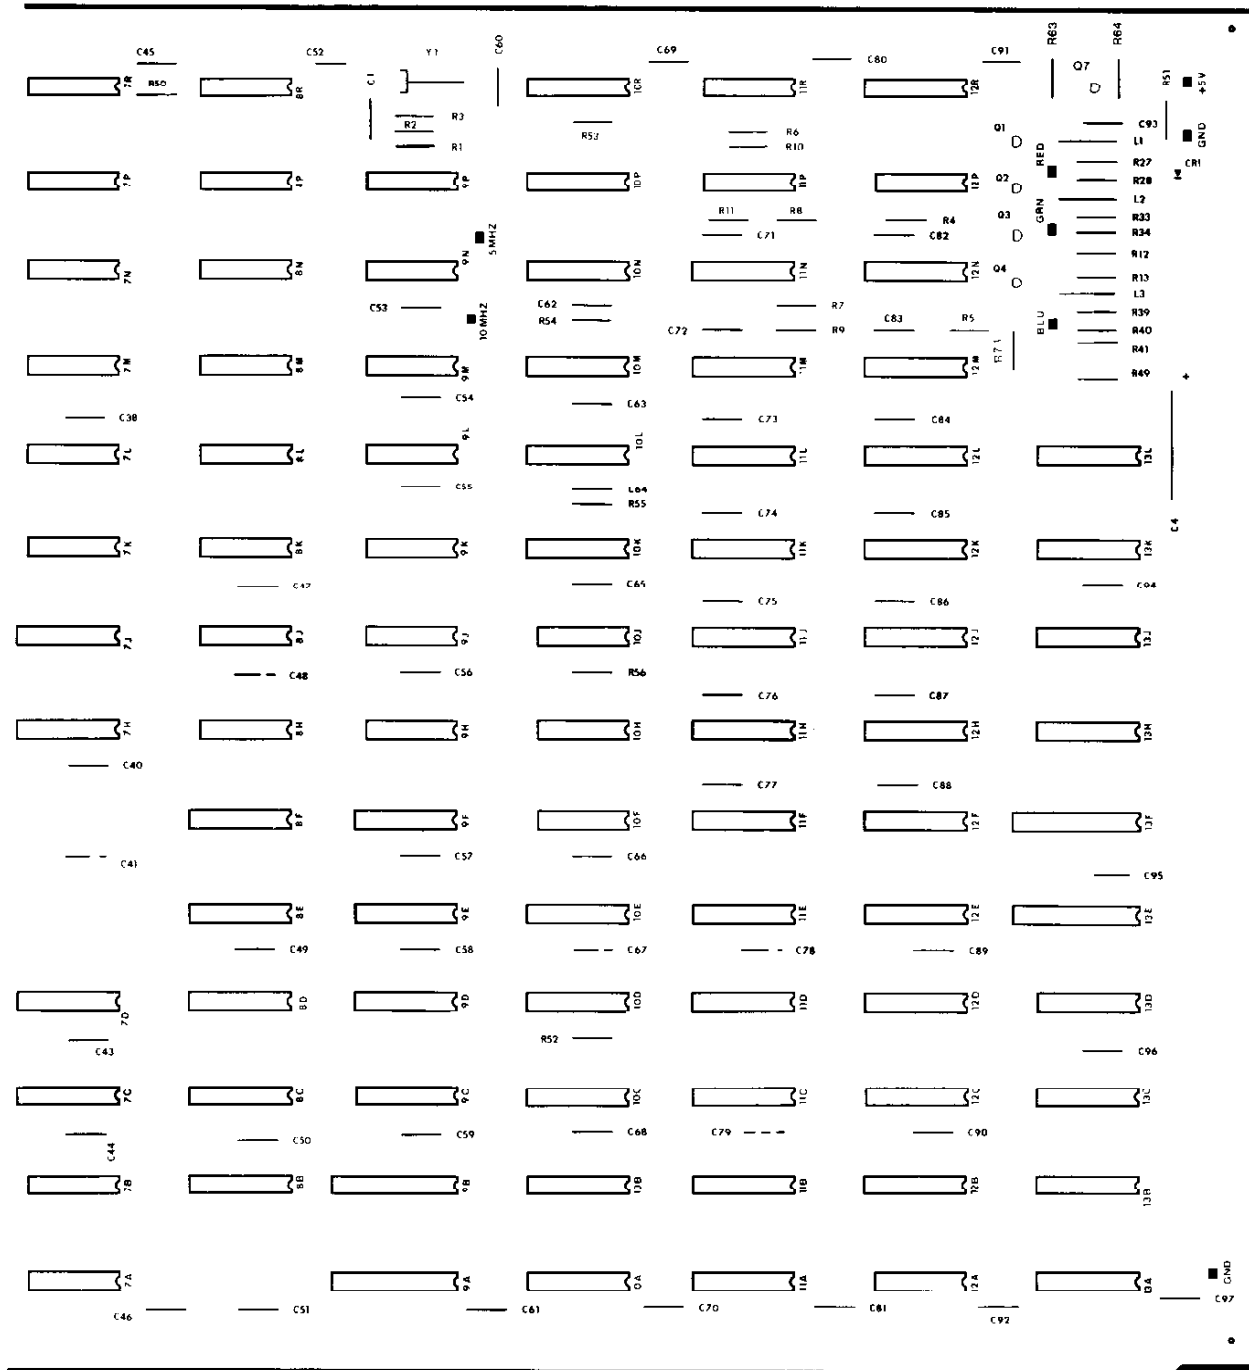 C45 C52 Y1 C60 C69 C80 C91 R63 R64
7R R50 8R C1 10R 11R 12R Q7 R51 +5V
R3 R2 R1 R53 R6 R10 Q1 C93 L1 GND
RED R27 CR1
7P 9P 10P 12P Q2 R28
L2
R11 R8 R4 Q3 GRN R33
C71 C82 R34
5MHZ R12
7N 8N 9N 10N 11N 12N Q4 R13
L3
C53 10MHZ C62 R7 R39
R54 C72 R9 C83 R5 BLU R40
R41
7M 8M 9M 10M 11M 12M R73 R49 +
C54 C63
C38 C73 C84
7L 8L 9L 10L 11L 12L 13L
C55 C64
R55
C74 C85 C4
7K 8K 9K 10K 11K 12K 13K
C47 C65 C94
C75 C86
7J 8J 9J 10J 11J 12J 13J
C48 C56 R56
C76 C87
7H 8H 9H 10H 11H 12H 13H
C40
C77 C88
8F 9F 10F 11F 12F 13F
C41 C57 C66
C95
8E 9E 10E 11E 12E 13E
C49 C58 C67 C78 C89
7D 8D 9D 10D 11D 12D 13D
C43 R52 C96
7C 8C 9C 10C 11C 12C 13C
C44 C50 C59 C68 C79 C90
7B 8B 9B 11B 12B 13B
7A 9A 11A 12A 13A GND
C46 C51 C61 C70 C81 C92 C97